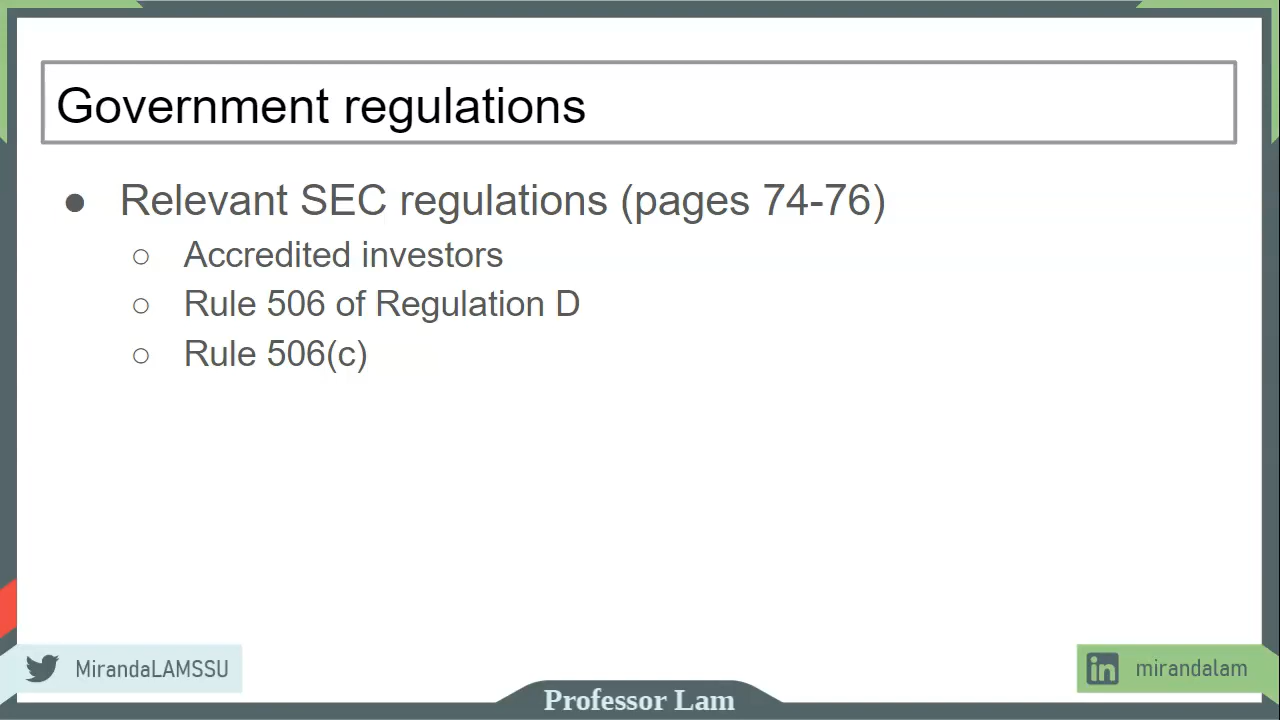 Government regulations
● Relevant SEC regulations (pages 74-76)
○ Accredited investors
○ Rule 506 of Regulation D
○ Rule 506(c)
MirandaLAMSSU
in mirandalam
Professor Lam